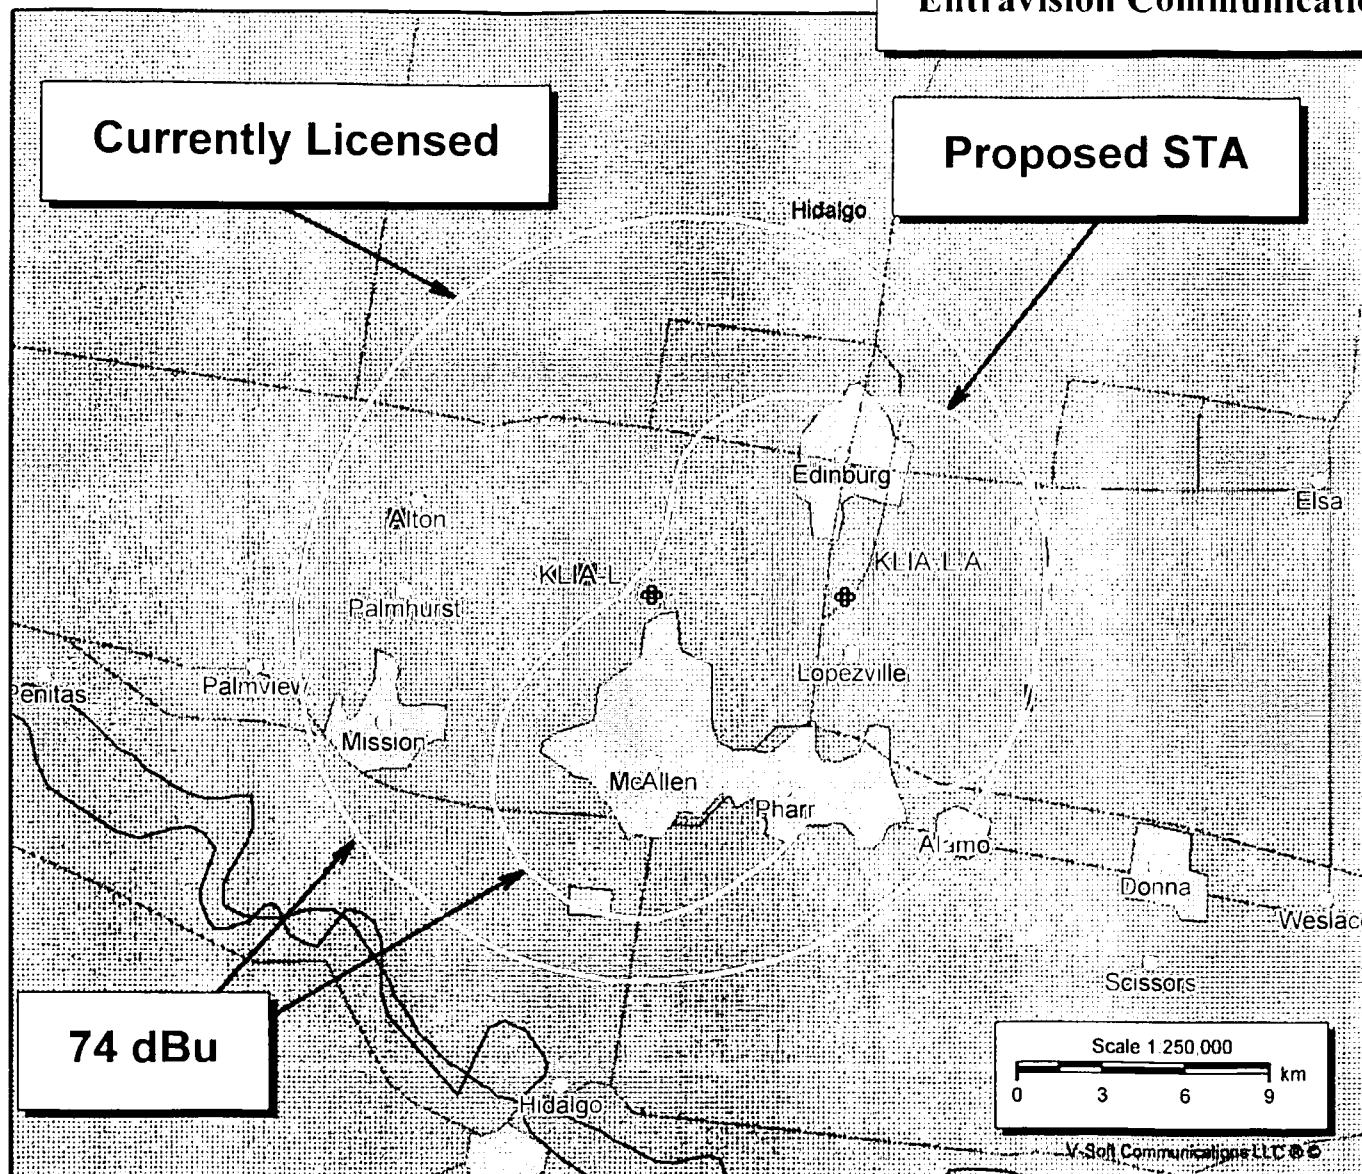 Entravision Communicatio
Currently Licensed
Proposed STA
Hidalgo
Edinburg
Elsa
Alton
KLIA-L
KLIA.L.A
Palmhurst
Lopezville
Penitas
Palmview
Mission
McAllen
Pharr
Alamo
Donna
Weslaco
Scissors
74 dBu
Scale 1:250,000
0 3 6 9 km
Hidalgo
V-Soft Communications LLC ® ©